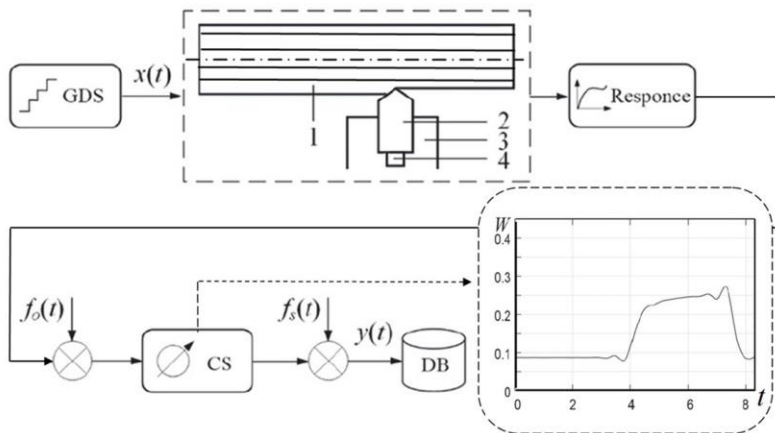 GDS
x(t)
1
2
3
4
Responce
fo(t)
CS
fs(t)
y(t)
DB
W
0.4
0.3
0.2
0.1
0
0
2
4
6
8
t